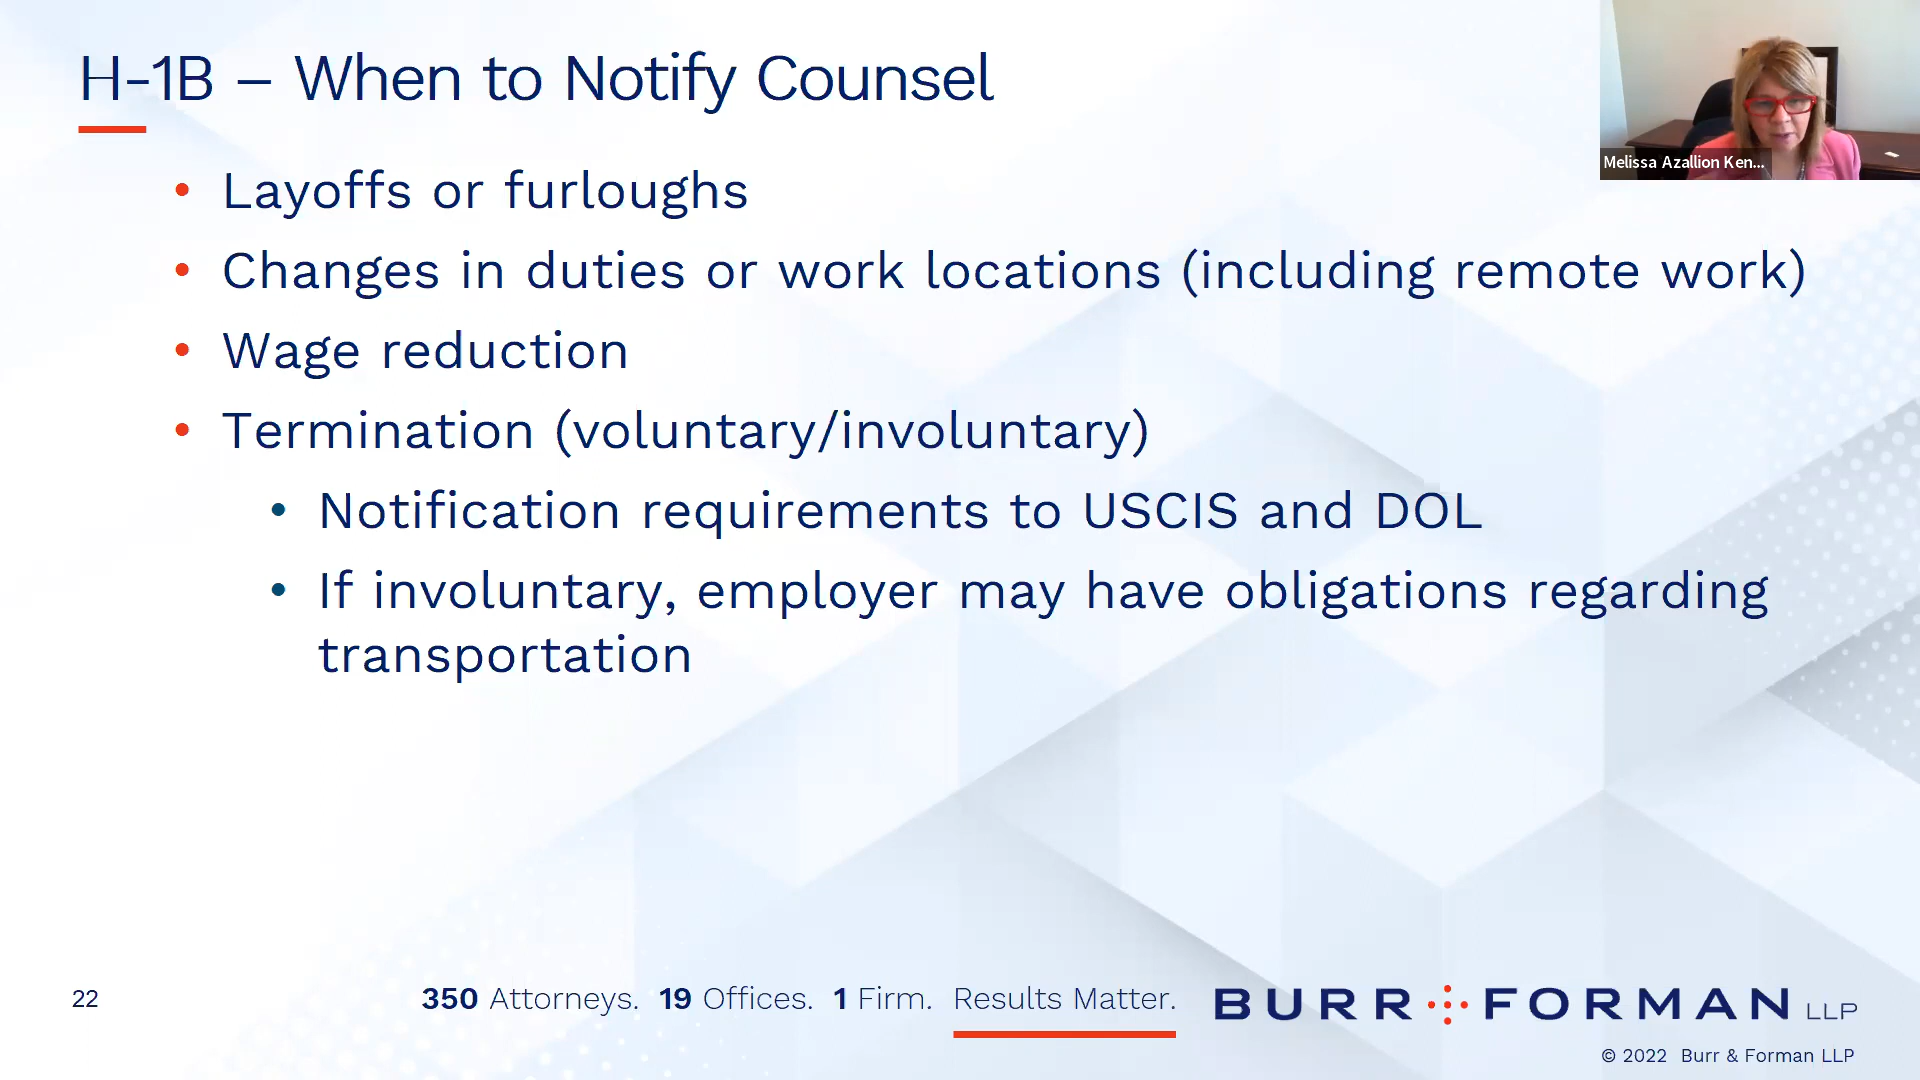 H-1B – When to Notify Counsel
Melissa Azallion Ken...
• Layoffs or furloughs
• Changes in duties or work locations (including remote work)
• Wage reduction
• Termination (voluntary/involuntary)
• Notification requirements to USCIS and DOL
• If involuntary, employer may have obligations regarding
transportation
22
350 Attorneys. 19 Offices. 1 Firm. Results Matter.
BURR FORMAN LLP
© 2022 Burr & Forman LLP